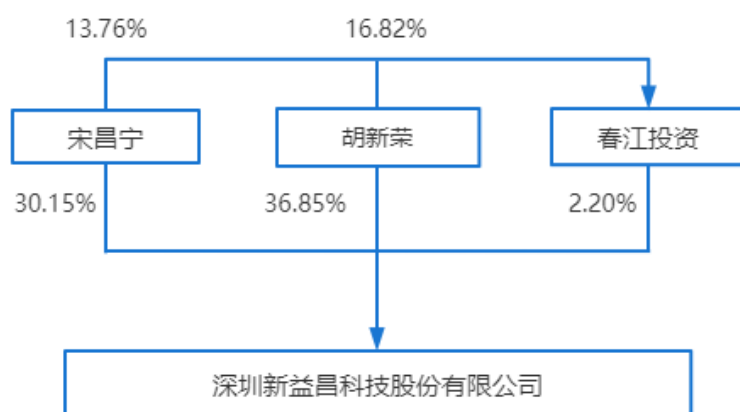 13.76% 16.82%
宋昌宁 胡新荣 春江投资
30.15% 36.85% 2.20%
深圳新益昌科技股份有限公司